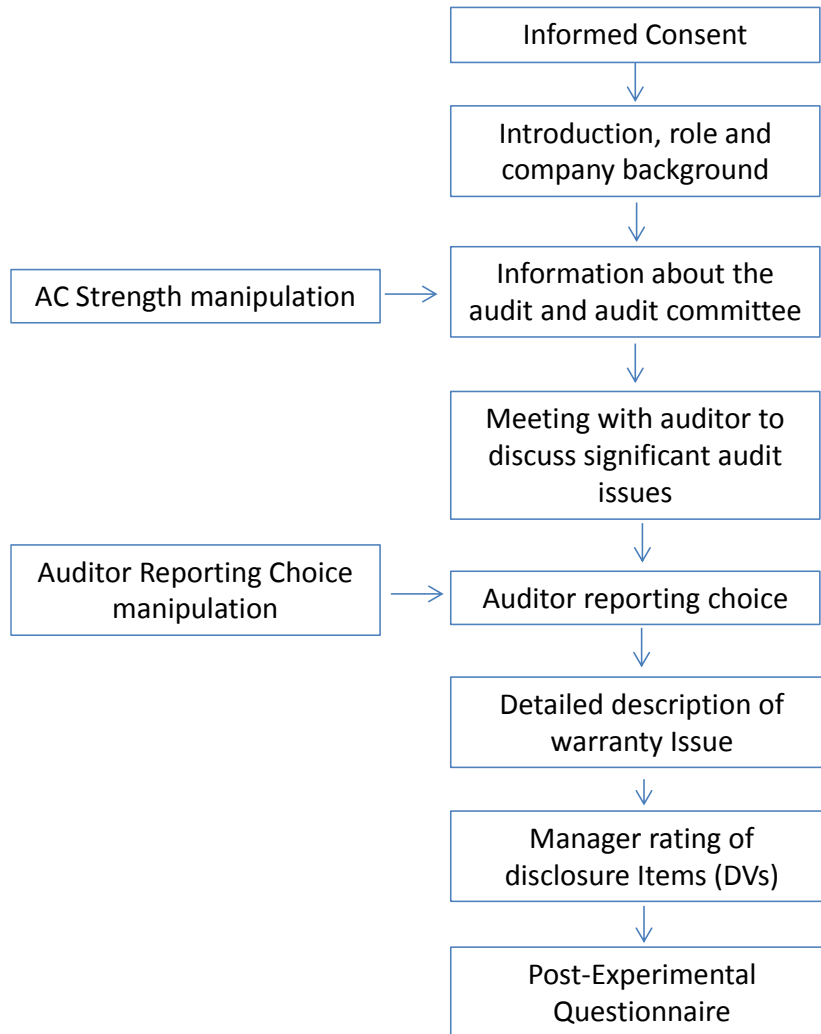 Informed Consent
Introduction, role and
company background
AC Strength manipulation
Information about the
audit and audit committee
Meeting with auditor to
discuss significant audit
issues
Auditor Reporting Choice
manipulation
Auditor reporting choice
Detailed description of
warranty Issue
Manager rating of
disclosure Items (DVs)
Post-Experimental
Questionnaire